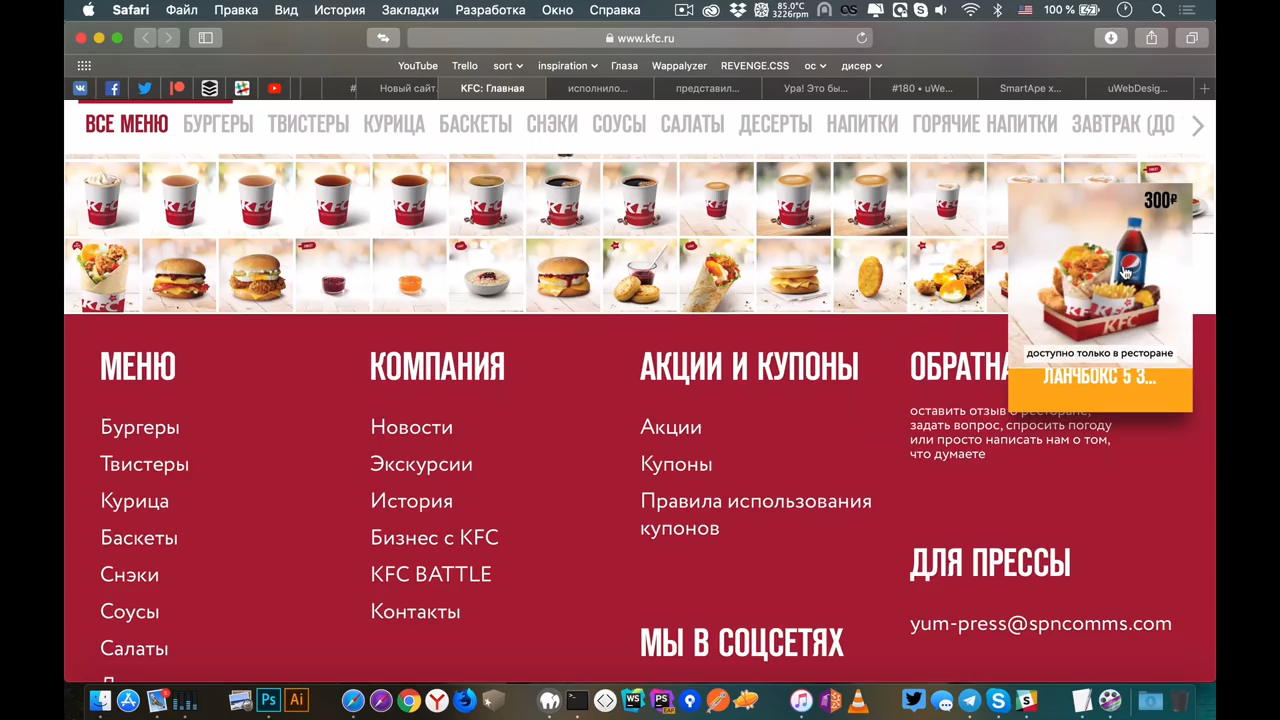 Safari Файл Правка Вид История Закладки Разработка Окно Справка 85.0°C 3226rpm 100 %
www.kfc.ru
YouTube Trello sort inspiration Глаза Wappalyzer REVENGE.CSS ос дисер
# Новый сайт. KFC: Главная исполнило... представил... Ура! Это бы... #180 • uWe... SmartApe х... uWebDesig...
ВСЕ МЕНЮ БУРГЕРЫ ТВИСТЕРЫ КУРИЦА БАСКЕТЫ СНЭКИ СОУСЫ САЛАТЫ ДЕСЕРТЫ НАПИТКИ ГОРЯЧИЕ НАПИТКИ ЗАВТРАК (ДО
300₽
доступно только в ресторане
ЛАНЧБОКС 5 З...
МЕНЮ
Бургеры
Твистеры
Курица
Баскеты
Снэки
Соусы
Салаты
КОМПАНИЯ
Новости
Экскурсии
История
Бизнес с KFC
KFC BATTLE
Контакты
АКЦИИ И КУПОНЫ
Акции
Купоны
Правила использования
купонов
МЫ В СОЦСЕТЯХ
ОБРАТНА
оставить отзыв о ресторане,
задать вопрос, спросить погоду
или просто написать нам о том,
что думаете
ДЛЯ ПРЕССЫ
yum-press@spncomms.com